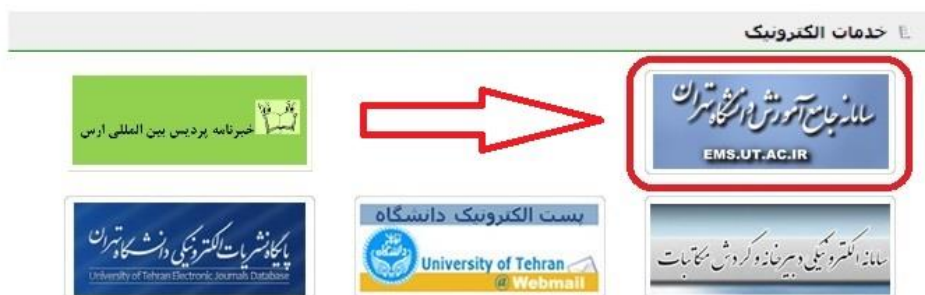 خدمات الکترونیک
سامانه جامع آموزش دانشگاه تهران
EMS.UT.AC.IR
خبرنامه پردیس بین المللی ارس
سامانه الکترونیکی دبیرخانه و گردش مکاتبات
پست الکترونیک دانشگاه
University of Tehran
@ Webmail
پایگاه نشریات الکترونیکی دانشگاه تهران
University of Tehran Electronic Journals Database